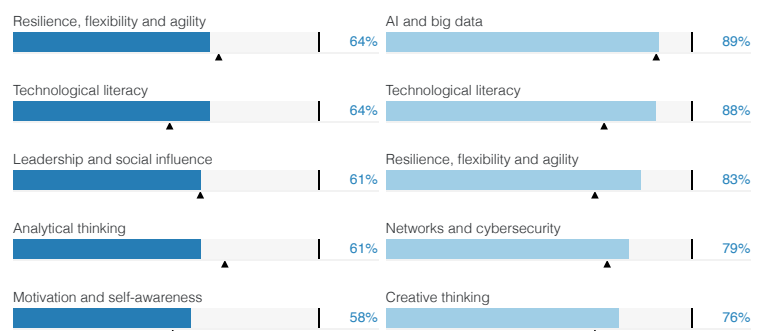 Resilience, flexibility and agility
64%
Technological literacy
64%
Leadership and social influence
61%
Analytical thinking
61%
Motivation and self-awareness
58%
AI and big data
89%
Technological literacy
88%
Resilience, flexibility and agility
83%
Networks and cybersecurity
79%
Creative thinking
76%